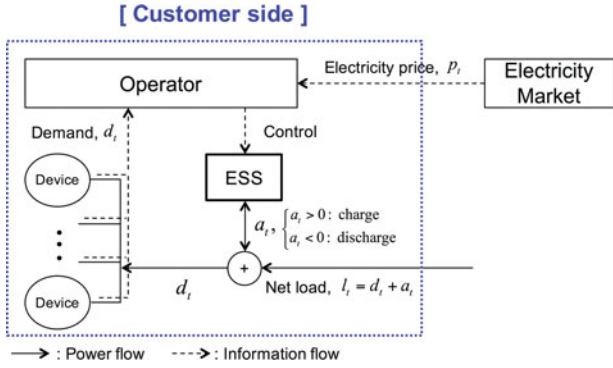 [ Customer side ]
Operator
Electricity price, p_t
Electricity
Market
Demand, d_t
Control
Device
ESS
a_t, { a_t > 0 : charge
a_t < 0 : discharge
+
d_t
Net load, l_t = d_t + a_t
Device
: Power flow
: Information flow